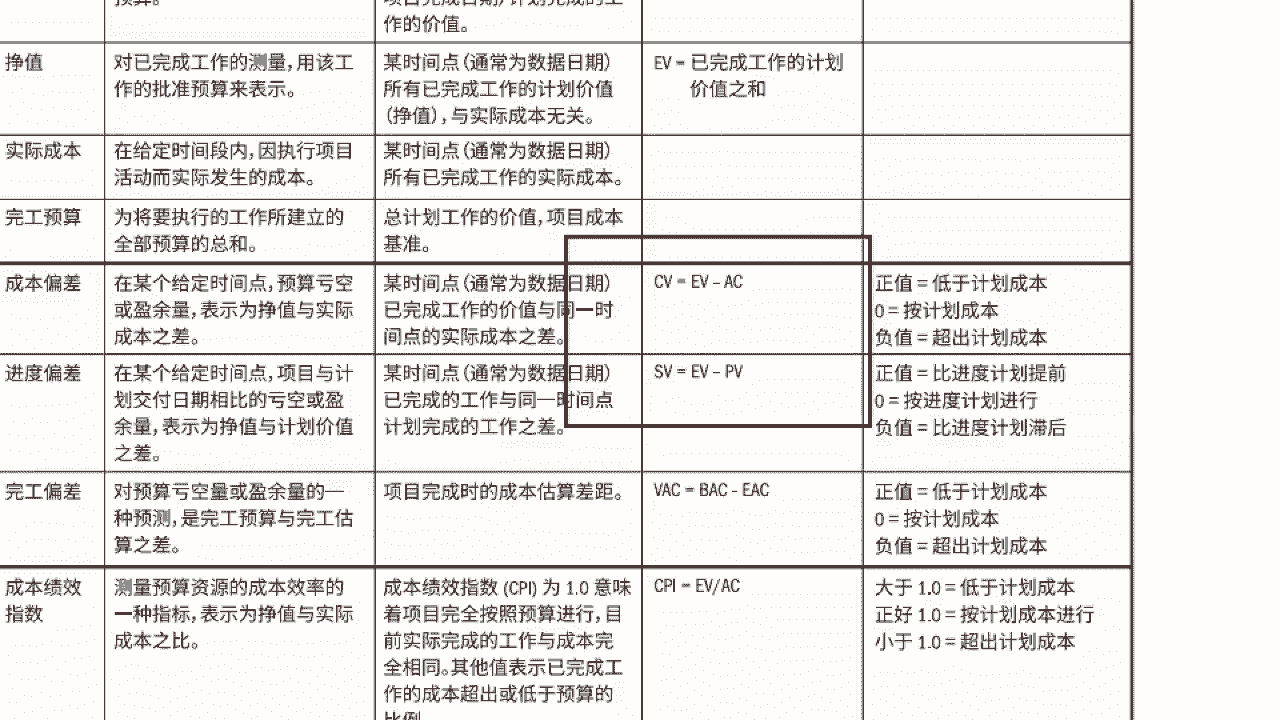 作的价值。
挣值
对已完成工作的测量，用该工
作的批准预算来表示。
某时间点（通常为数据日期）
所有已完成工作的计划价值
（挣值），与实际成本无关。
EV = 已完成工作的计划
价值之和
实际成本
在给定时间段内，因执行项目
活动而实际发生的成本。
某时间点（通常为数据日期）
所有已完成工作的实际成本。
完工预算
为将要执行的工作所建立的
全部预算的总和。
总计划工作的价值，项目成本
基准。
成本偏差
在某个给定时间点，预算亏空
或盈余量，表示为挣值与实际
成本之差。
某时间点（通常为数据日期）
已完成工作的价值与同一时
间点的实际成本之差。
CV = EV – AC
正值 = 低于计划成本
0 = 按计划成本
负值 = 超出计划成本
进度偏差
在某个给定时间点，项目与计
划交付日期相比的亏空或盈
余量，表示为挣值与计划价值
之差。
某时间点（通常为数据日期）
已完成的工作与同一时间点
计划完成的工作之差。
SV = EV – PV
正值 = 比进度计划提前
0 = 按进度计划进行
负值 = 比进度计划滞后
完工偏差
对预算亏空量或盈余量的一
种预测，是完工预算与完工估
算之差。
项目完成时的成本估算差距。
VAC = BAC - EAC
正值 = 低于计划成本
0 = 按计划成本
负值 = 超出计划成本
成本绩效
指数
测量预算资源的成本效率的
一种指标，表示为挣值与实际
成本之比。
成本绩效指数 (CPI) 为 1.0 意味
着项目完全按照预算进行，目
前实际完成的工作与成本完
全相同。其他值表示已完成工
作的成本超出或低于预算的
CPI = EV/AC
大于 1.0 = 低于计划成本
正好 1.0 = 按计划成本进行
小于 1.0 = 超出计划成本